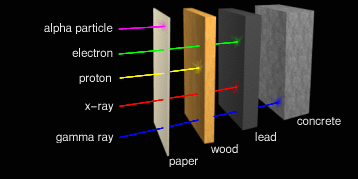 alpha particle
electron
proton
x-ray
gamma ray
paper
wood
lead
concrete